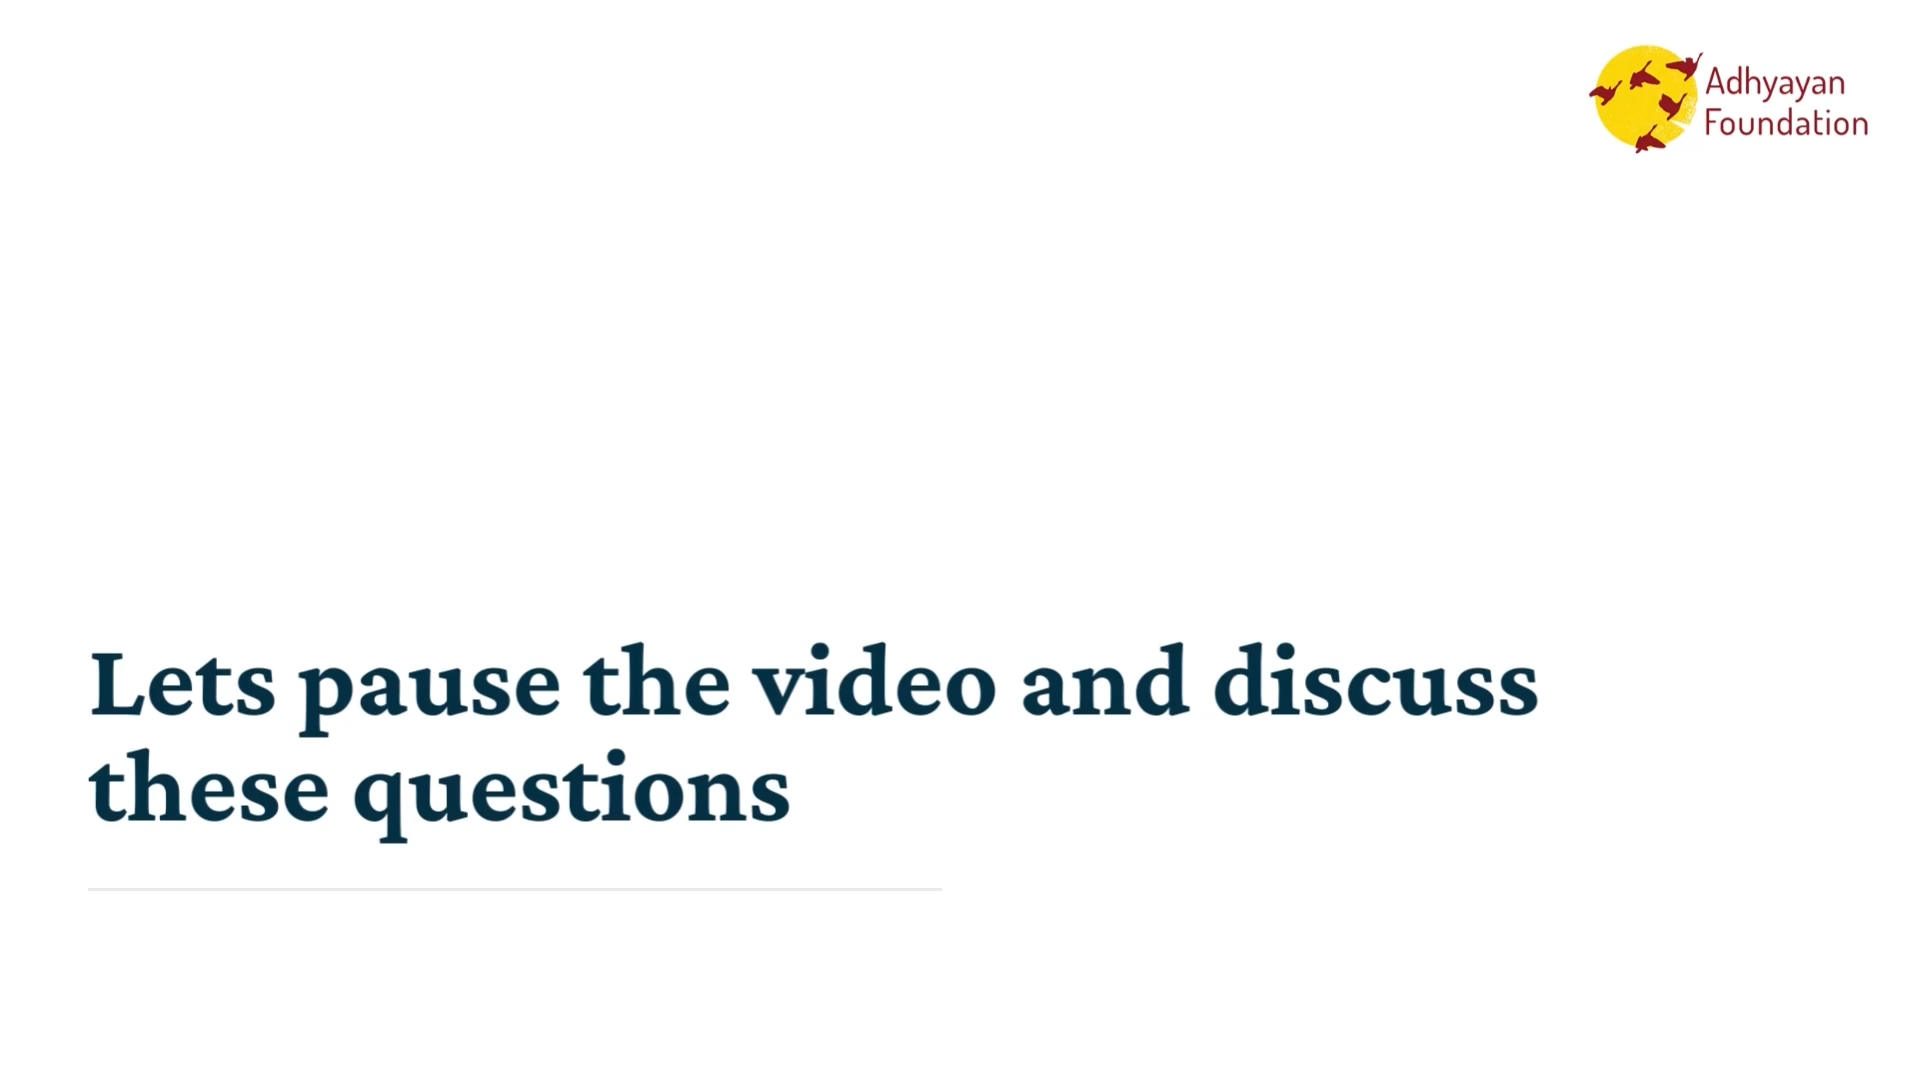 Adhyayan
Foundation
Lets pause the video and discuss
these questions